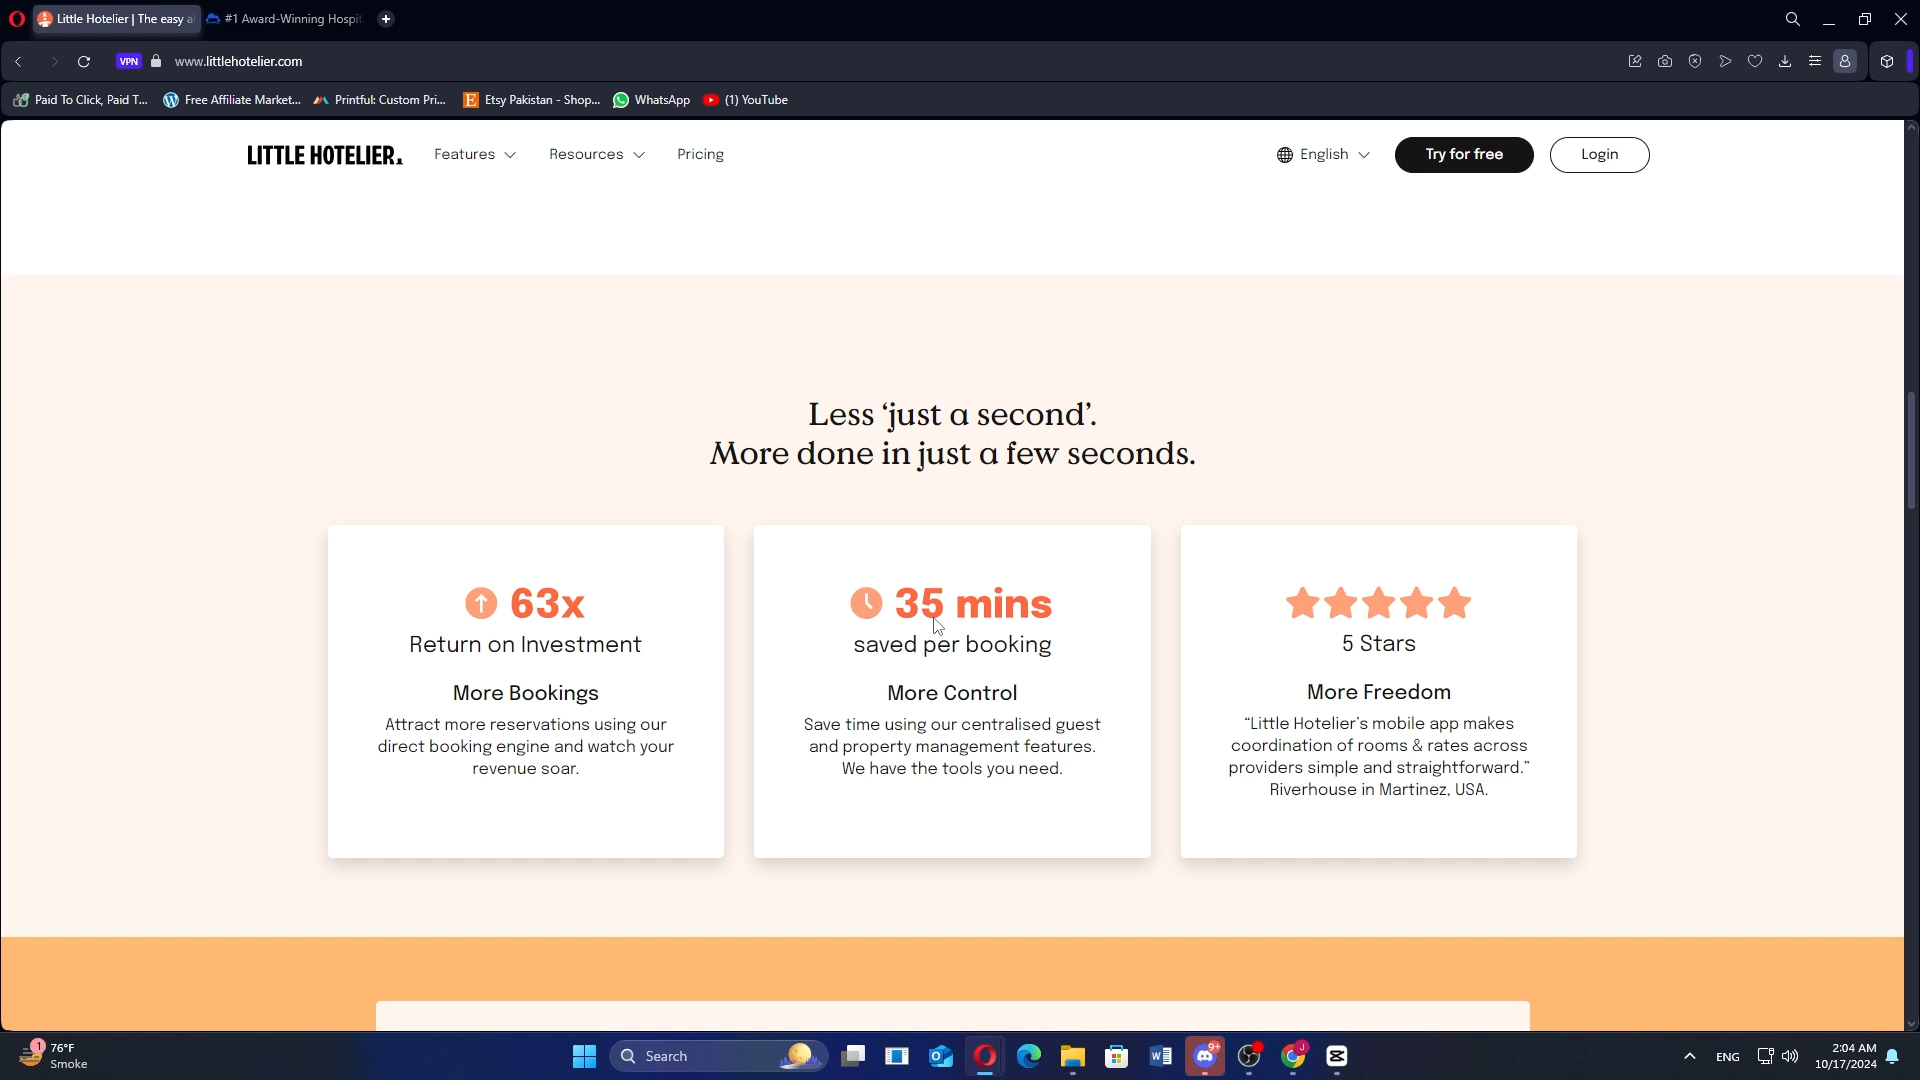 Little Hotelier | The easy al
#1 Award-Winning Hospit
VPN
www.littlehotelier.com
Paid To Click, Paid T...
Free Affiliate Market...
Printful: Custom Pri...
Etsy Pakistan - Shop...
WhatsApp
(1) YouTube
LITTLE HOTELIER.
Features
Resources
Pricing
English
Try for free
Login
Less ‘just a second’.
More done in just a few seconds.
63x
Return on Investment
More Bookings
Attract more reservations using our
direct booking engine and watch your
revenue soar.
35 mins
saved per booking
More Control
Save time using our centralised guest
and property management features.
We have the tools you need.
5 Stars
More Freedom
“Little Hotelier’s mobile app makes
coordination of rooms & rates across
providers simple and straightforward.”
Riverhouse in Martinez, USA.
1
76°F
Smoke
Search
9+
J
ENG
2:04 AM
10/17/2024